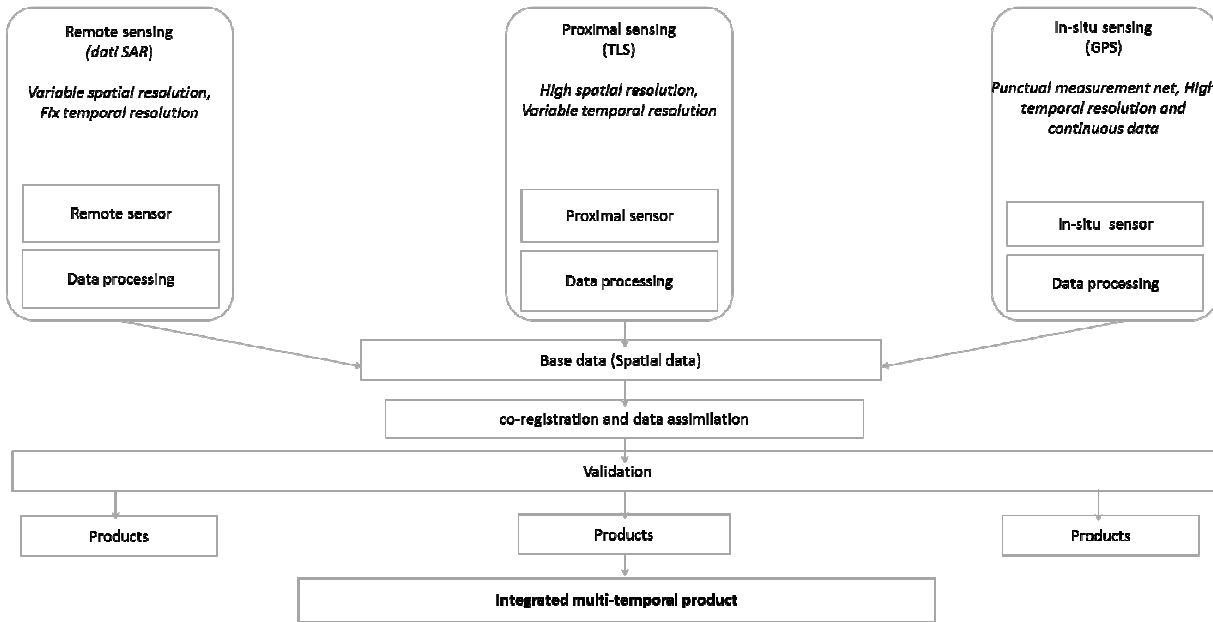 Remote sensing
(dati SAR)
Variable spatial resolution,
Fix temporal resolution
Remote sensor
Data processing
Proximal sensing
(TLS)
High spatial resolution,
Variable temporal resolution
Proximal sensor
Data processing
In-situ sensing
(GPS)
Punctual measurement net, High
temporal resolution and
continuous data
In-situ sensor
Data processing
Base data (Spatial data)
co-registration and data assimilation
Validation
Products
Products
Products
Integrated multi-temporal product